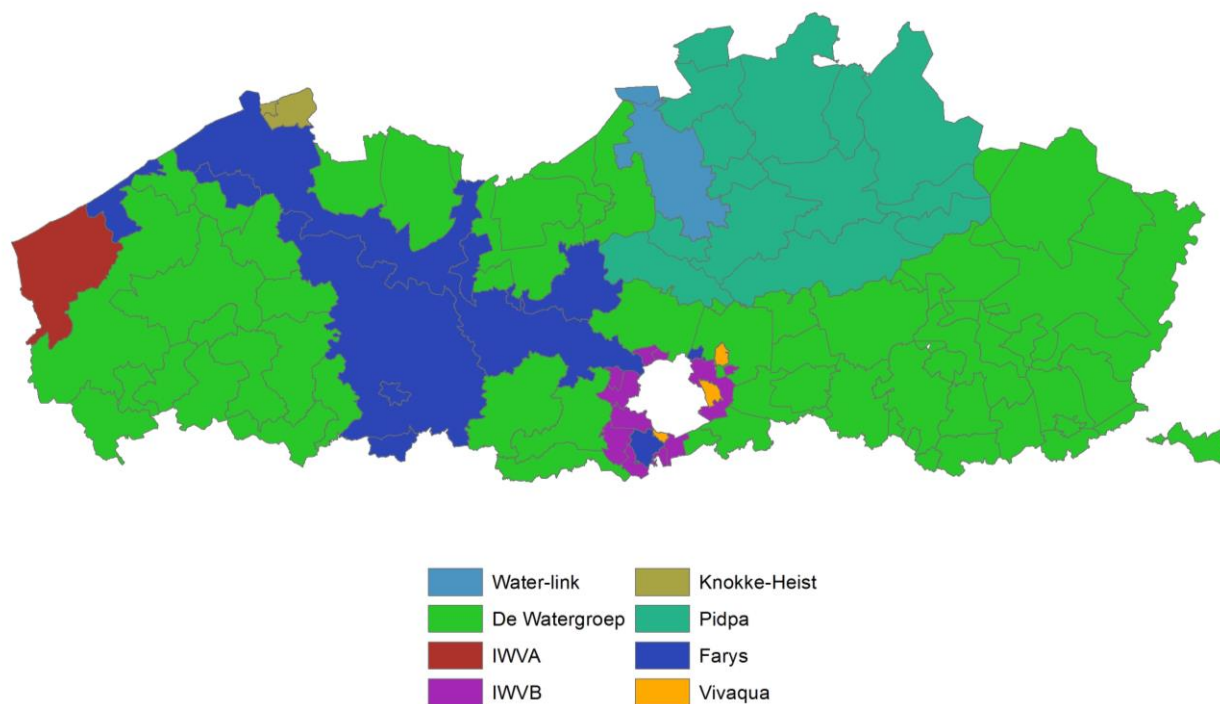 Water-link
De Watergroep
IWVA
IWVB
Knokke-Heist
Pidpa
Farys
Vivaqua